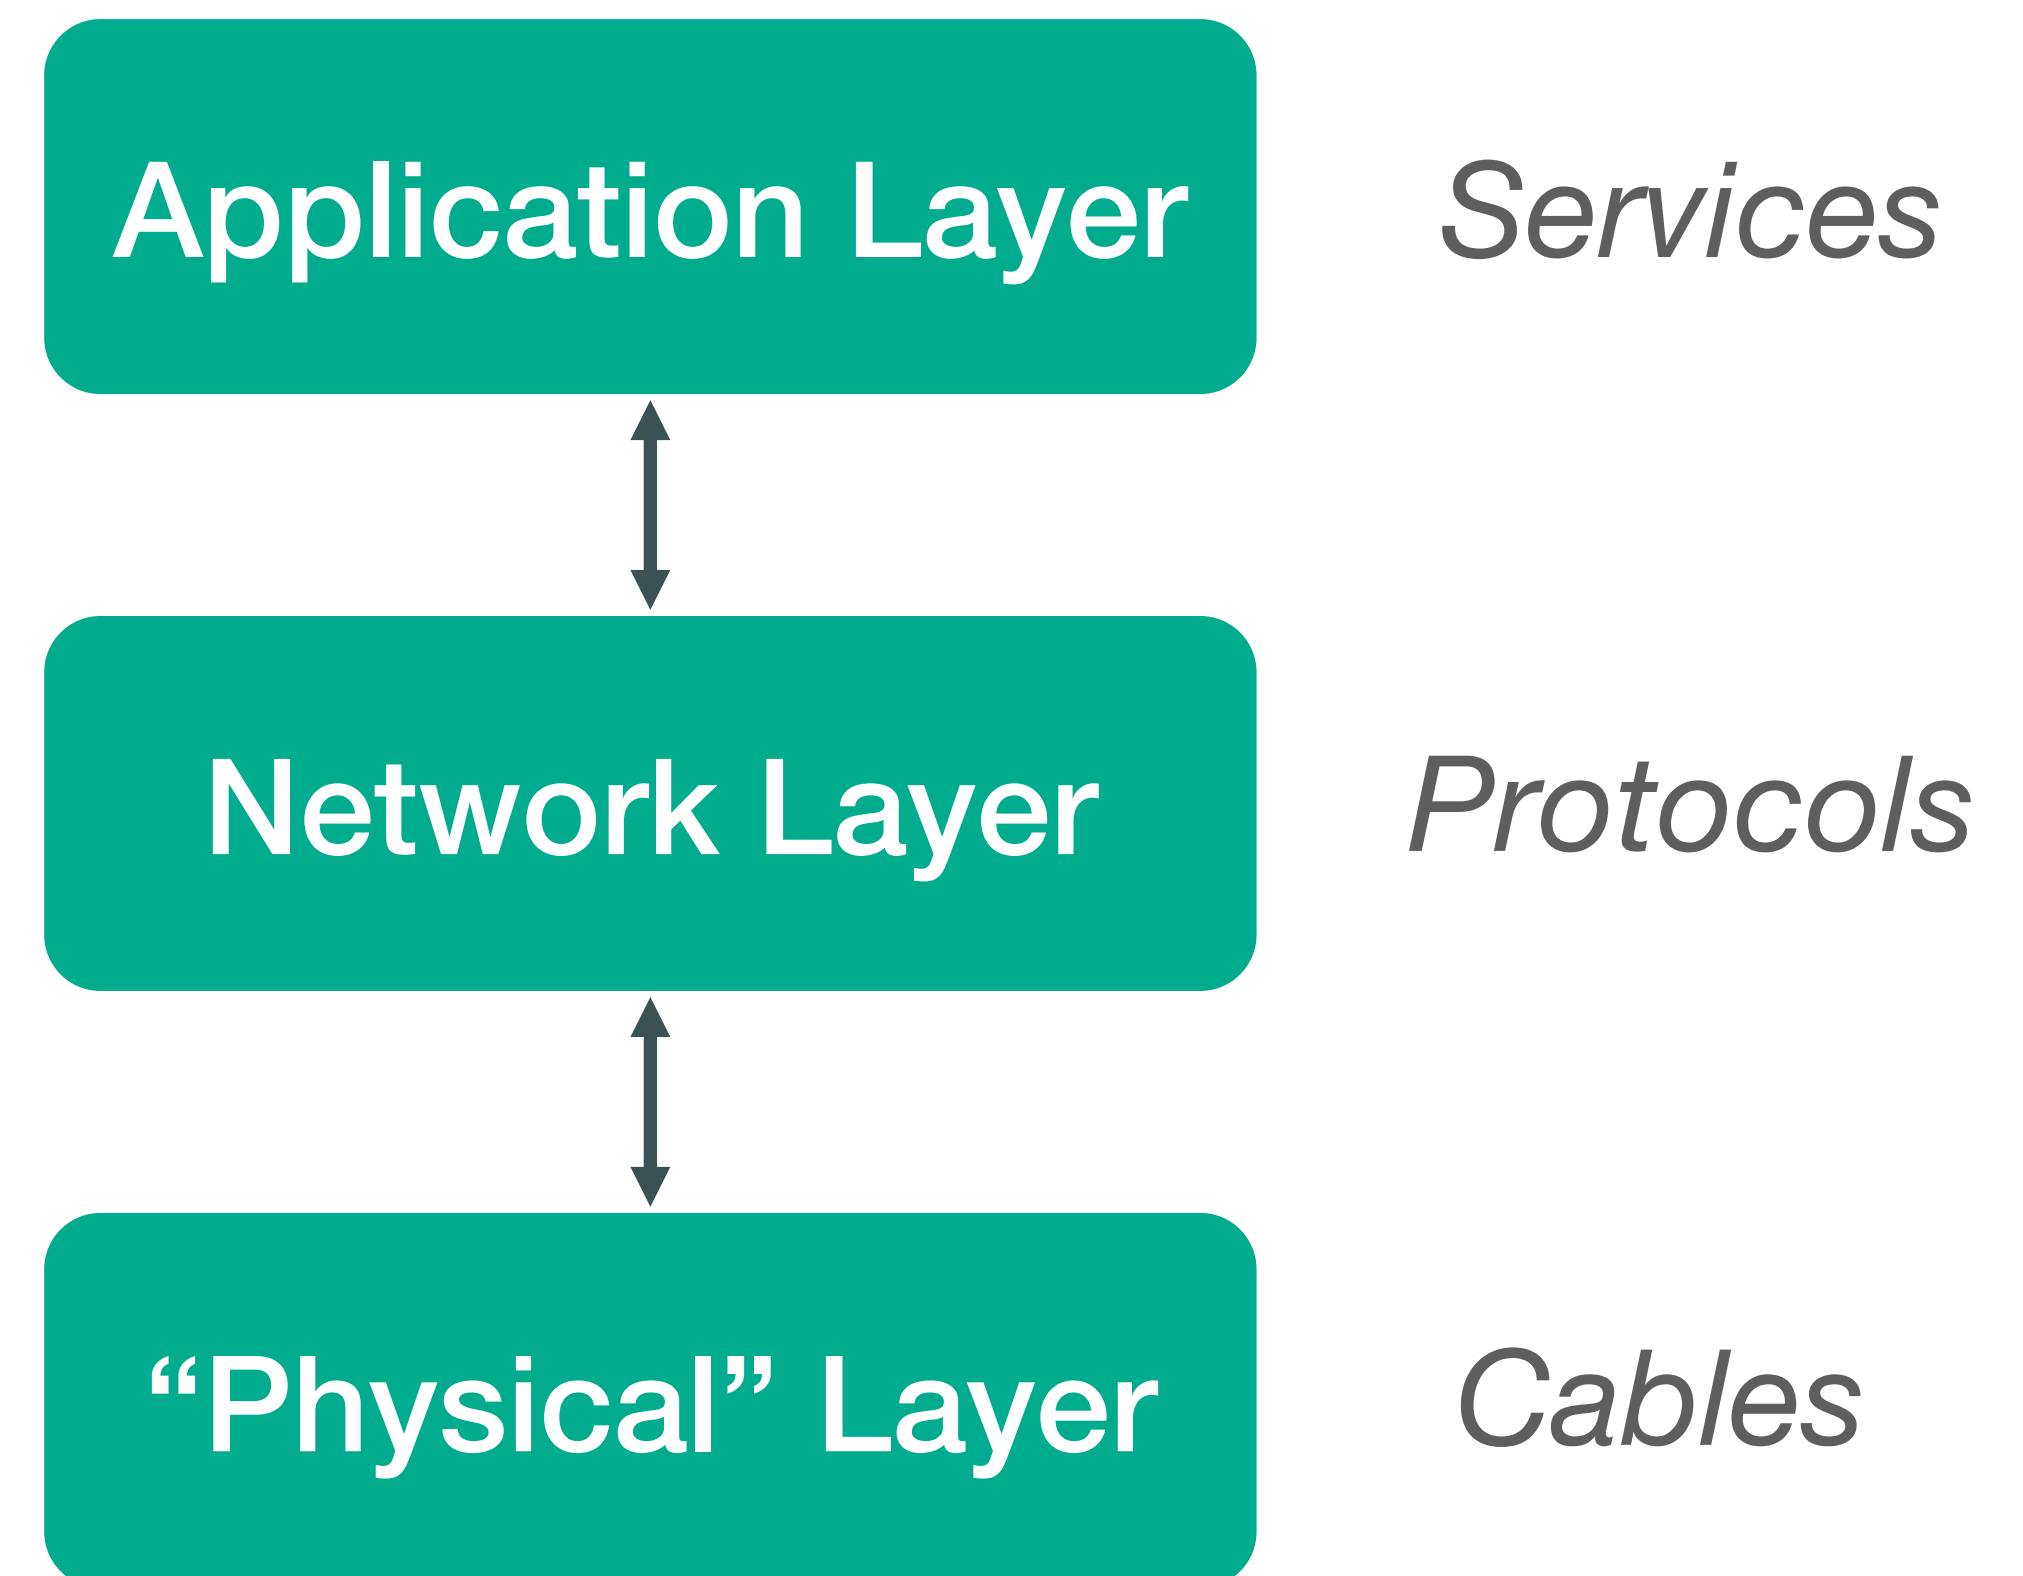 Application Layer
Services
Network Layer
Protocols
“Physical” Layer
Cables